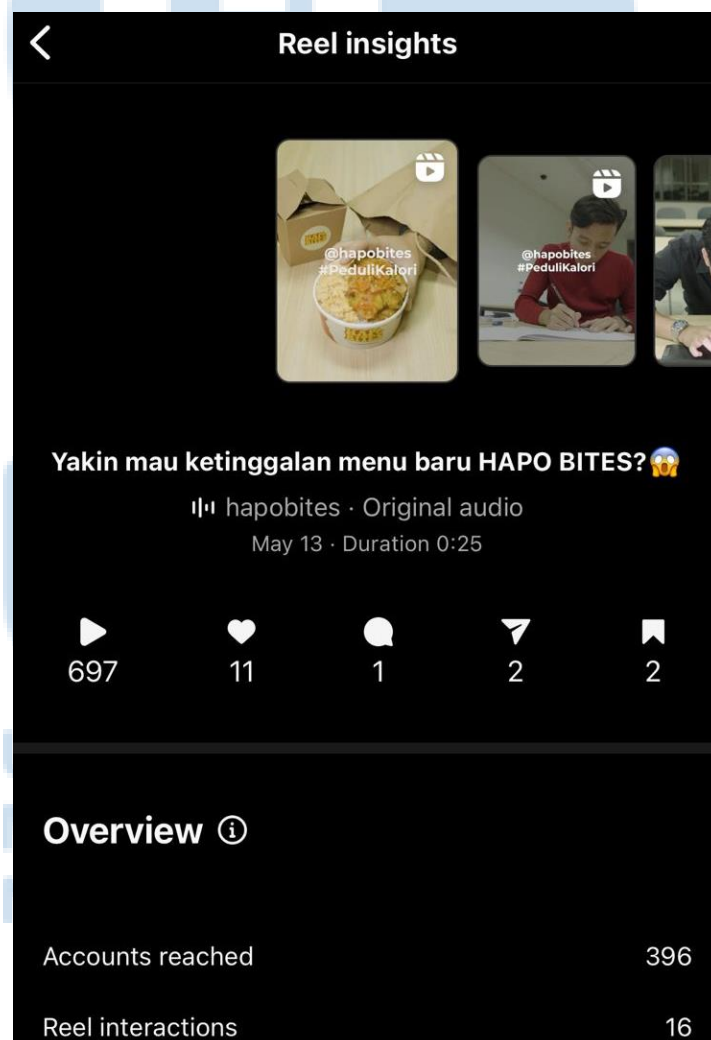 Reel insights
@hapobites
#PeduliKalori
@hapobites
#PeduliKalori
Yakin mau ketinggalan menu baru HAPO BITES?😱
hapobites · Original audio
May 13 · Duration 0:25
697 11 1 2 2
Overview
Accounts reached 396
Reel interactions 16